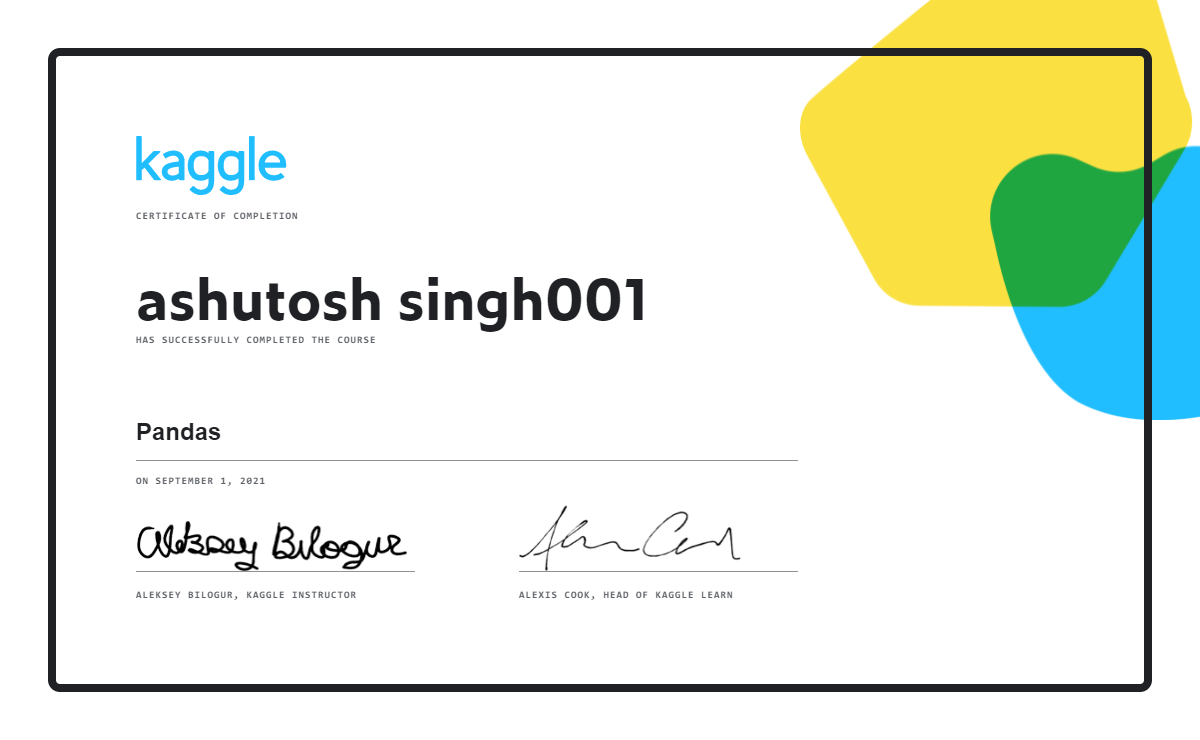 kaggle
CERTIFICATE OF COMPLETION
ashutosh singh001
HAS SUCCESSFULLY COMPLETED THE COURSE
Pandas
ON SEPTEMBER 1, 2021
Aleksey Bilogur
ALEKSEY BILOGUR, KAGGLE INSTRUCTOR
ALEXIS COOK, HEAD OF KAGGLE LEARN